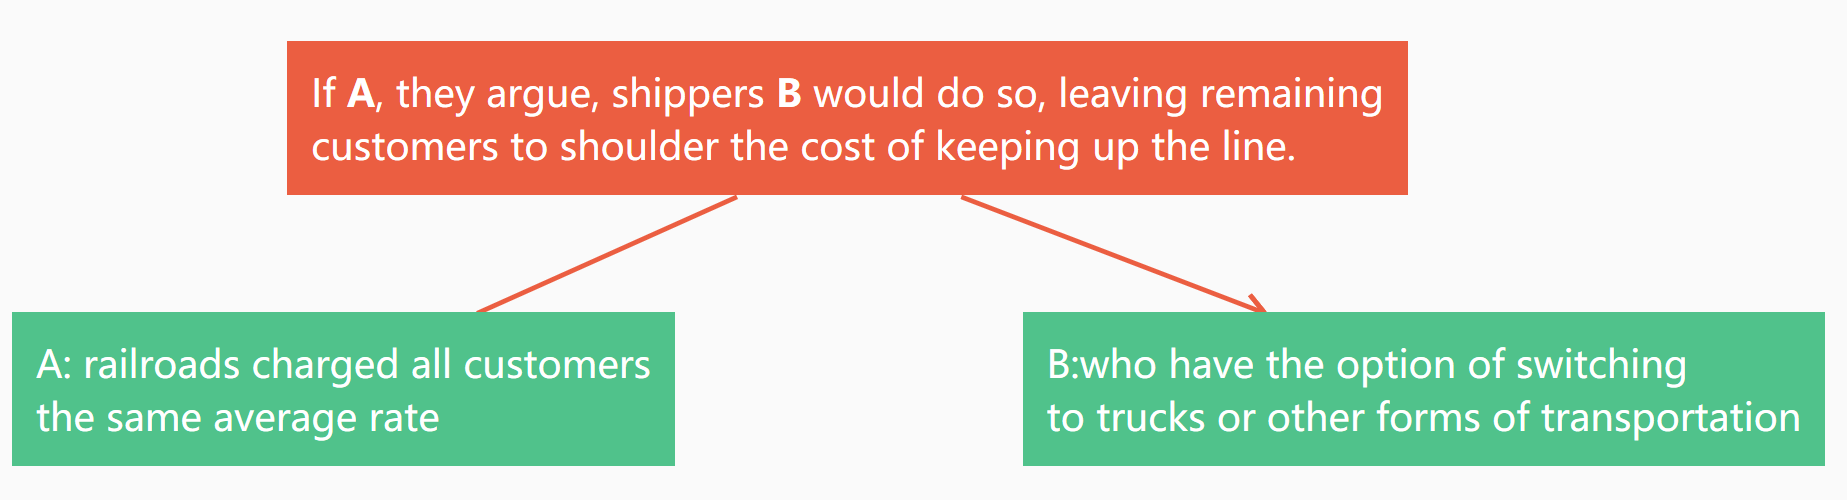 If A, they argue, shippers B would do so, leaving remaining
customers to shoulder the cost of keeping up the line.
A: railroads charged all customers
the same average rate
B:who have the option of switching
to trucks or other forms of transportation